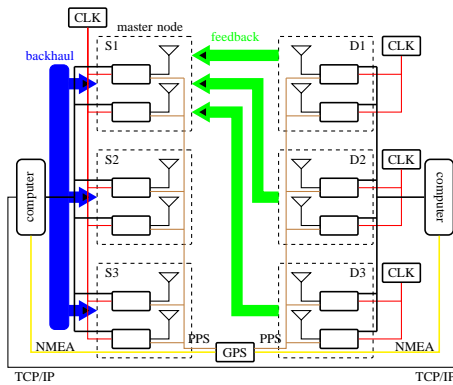 CLK
master node
backhaul
feedback
S1
D1
CLK
S2
D2
CLK
computer
computer
S3
D3
CLK
NMEA
PPS
GPS
PPS
NMEA
TCP/IP
TCP/IP